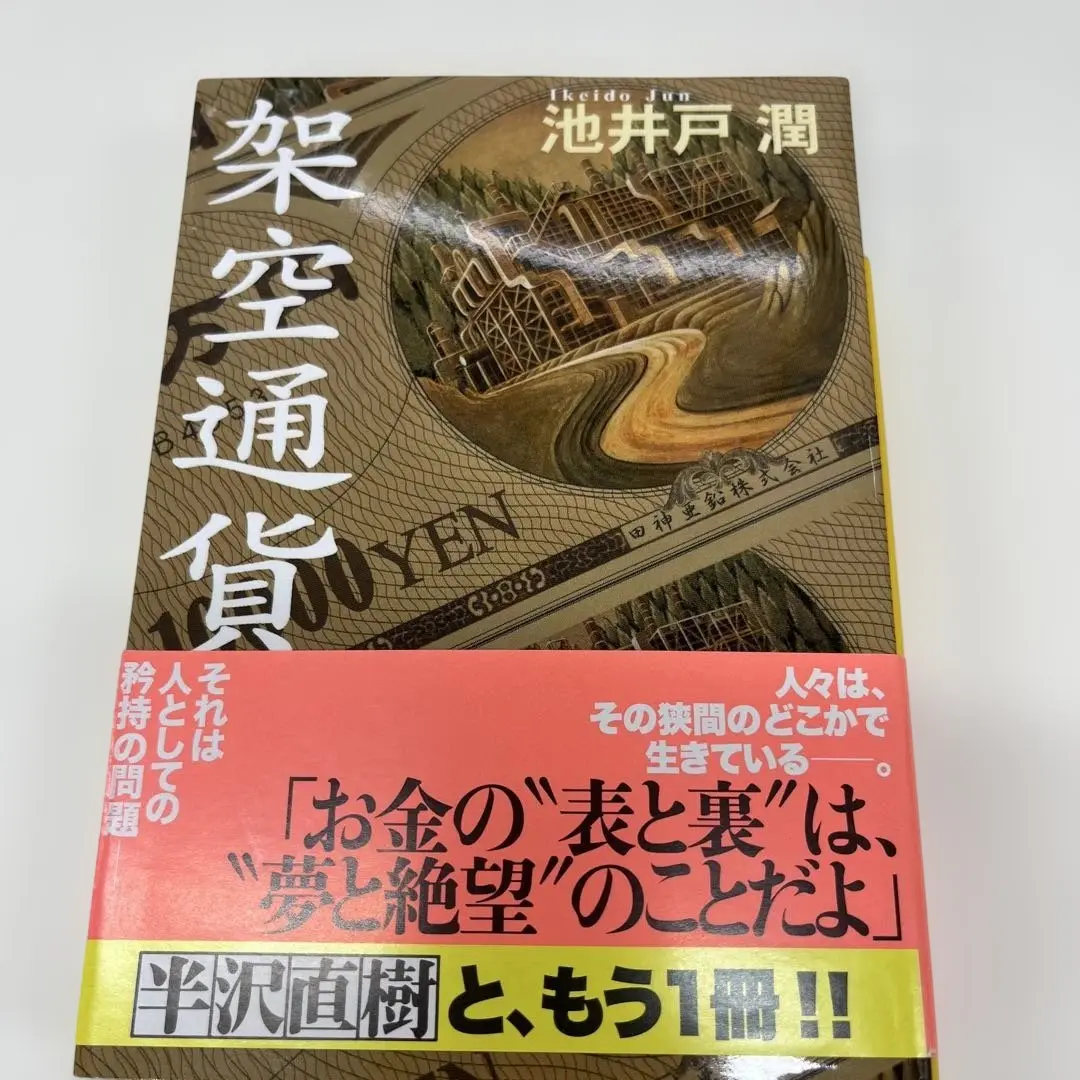 Ikeido Jun
池井戸 潤
架空通貨
田神亜鉛株式会社
YEN
人々は、
その狭間のどこかで
生きている――。
それは
人としての
矜持の問題
「お金の〝表と裏〟は、
〝夢と絶望〟のことだよ」
半沢直樹と、もう1冊!!